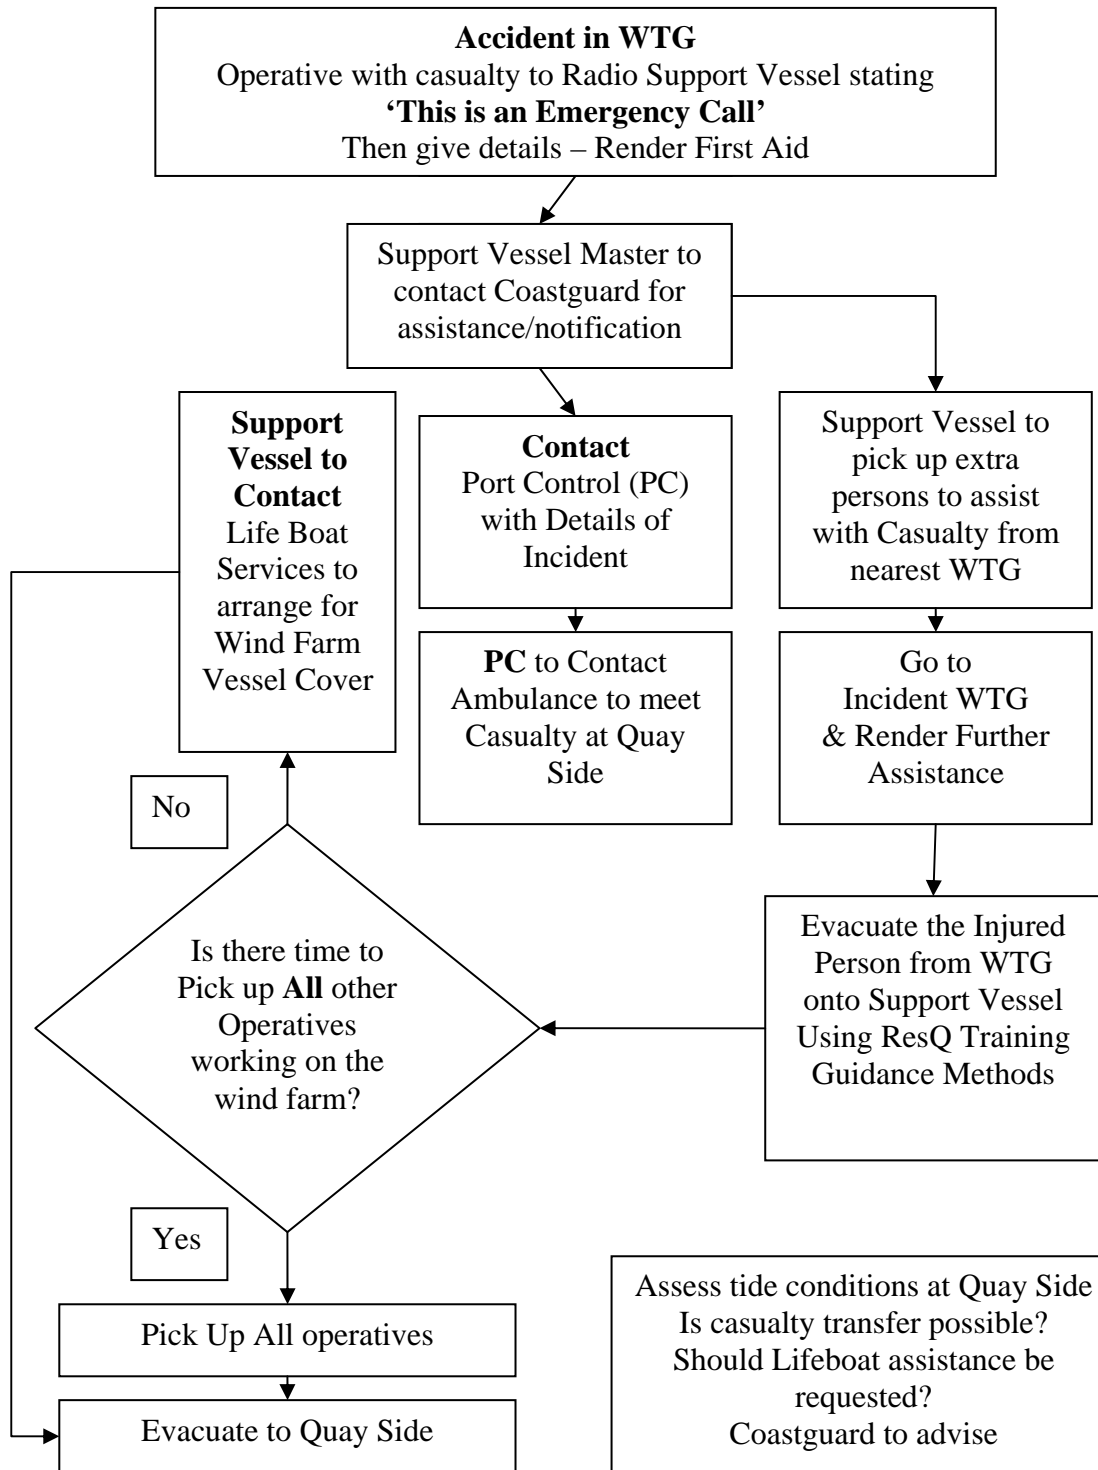 Accident in WTG
Operative with casualty to Radio Support Vessel stating
‘This is an Emergency Call’
Then give details – Render First Aid
Support Vessel Master to
contact Coastguard for
assistance/notification
Support
Vessel to
Contact
Life Boat
Services to
arrange for
Wind Farm
Vessel Cover
Contact
Port Control (PC)
with Details of
Incident
Support Vessel to
pick up extra
persons to assist
with Casualty from
nearest WTG
PC to Contact
Ambulance to meet
Casualty at Quay
Side
Go to
Incident WTG
& Render Further
Assistance
No
Is there time to
Pick up All other
Operatives
working on the
wind farm?
Evacuate the Injured
Person from WTG
onto Support Vessel
Using ResQ Training
Guidance Methods
Yes
Pick Up All operatives
Evacuate to Quay Side
Assess tide conditions at Quay Side
Is casualty transfer possible?
Should Lifeboat assistance be
requested?
Coastguard to advise